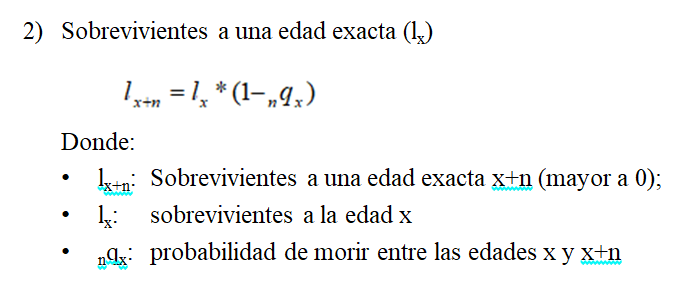 2) Sobrevivientes a una edad exacta (lₓ)
lₓ₊ₙ = lₓ * (1–ₙqₓ)
Donde:
• lₓ₊ₙ: Sobrevivientes a una edad exacta x+n (mayor a 0);
• lₓ: sobrevivientes a la edad x
• ₙqₓ: probabilidad de morir entre las edades x y x+n